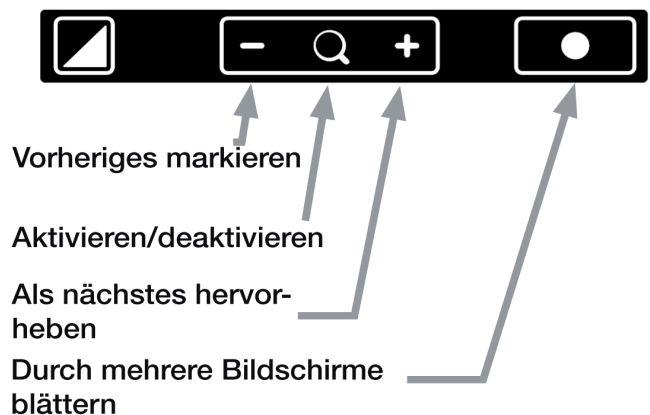 Vorheriges markieren
Aktivieren/deaktivieren
Als nächstes hervor-
heben
Durch mehrere Bildschirme
blättern